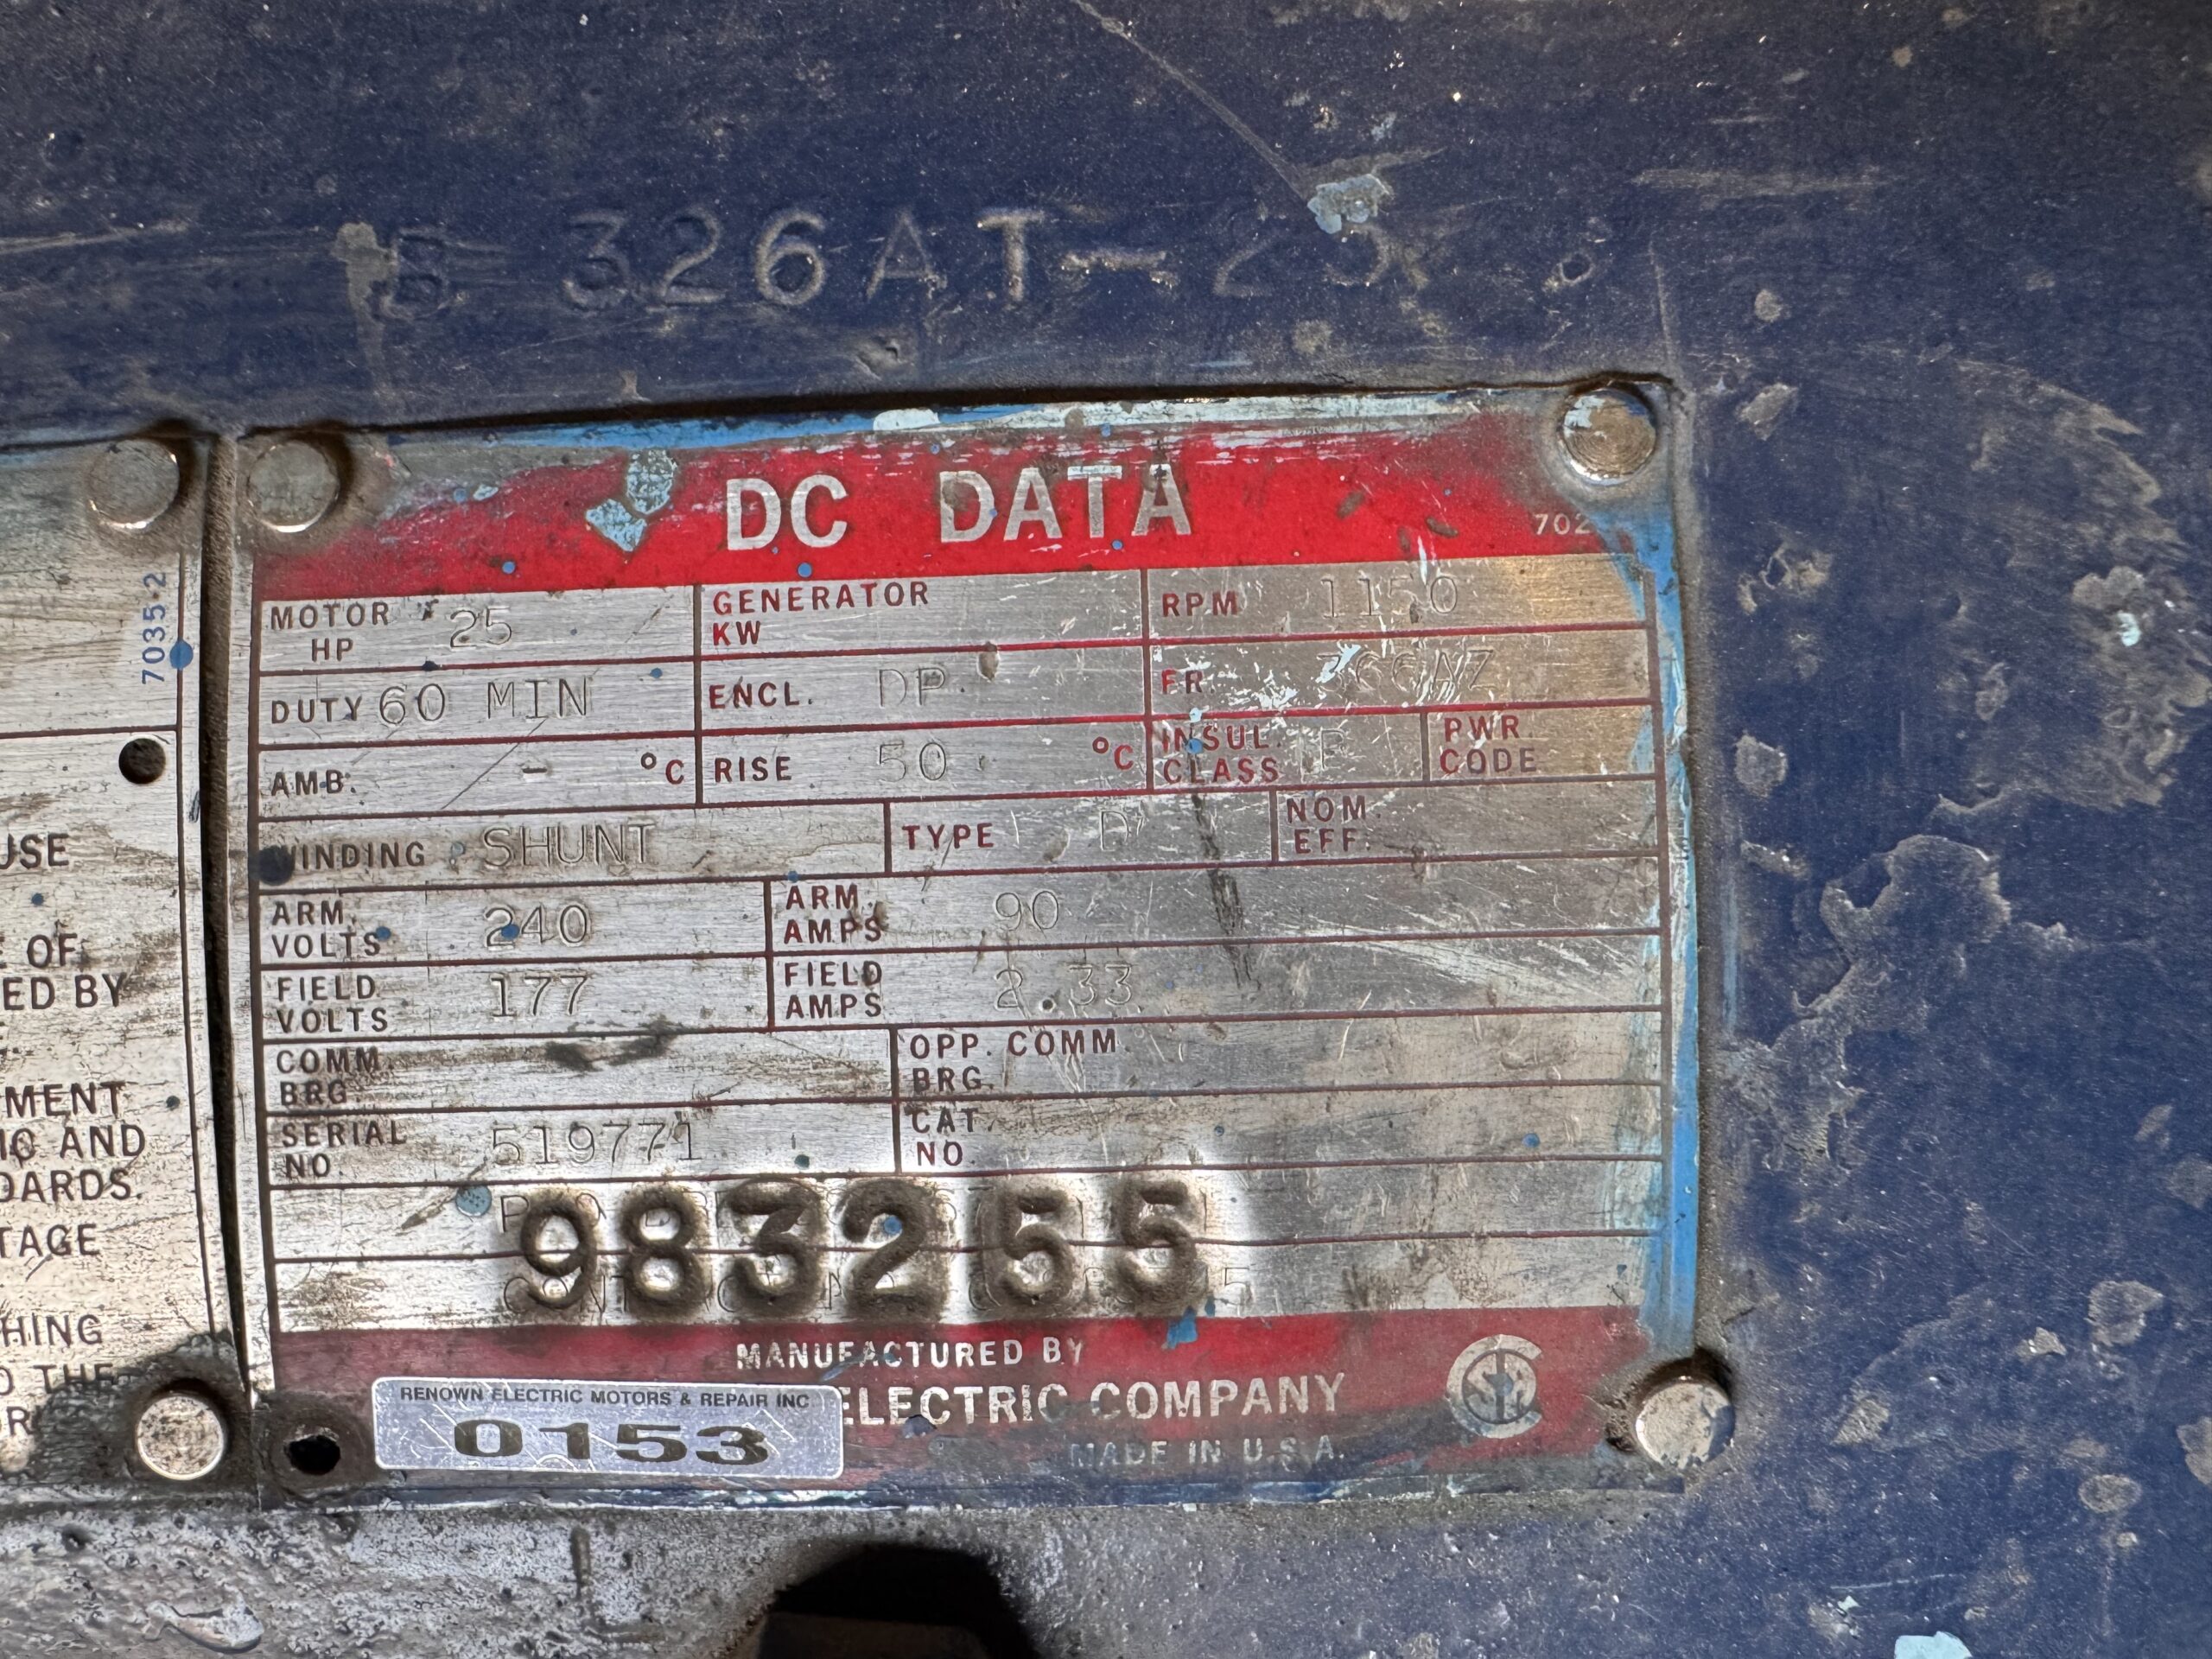 326AT-25
7035-2
USE
E OF
ED BY
MENT
IC AND
DARDS.
TAGE
HING
O THE
DC DATA
702
MOTOR HP 25 GENERATOR KW RPM 1150
DUTY 60 MIN ENCL. DP FR.
AMB. - °C RISE 50 °C INSUL. CLASS F PWR. CODE
WINDING SHUNT TYPE D NOM. EFF.
ARM. VOLTS 240 ARM. AMPS 90
FIELD VOLTS 177 FIELD AMPS 2.33
COMM. BRG. OPP. COMM. BRG.
SERIAL NO. 519771 CAT. NO.
983255
MANUFACTURED BY
ELECTRIC COMPANY
MADE IN U.S.A.
RENOWN ELECTRIC MOTORS & REPAIR INC.
0153